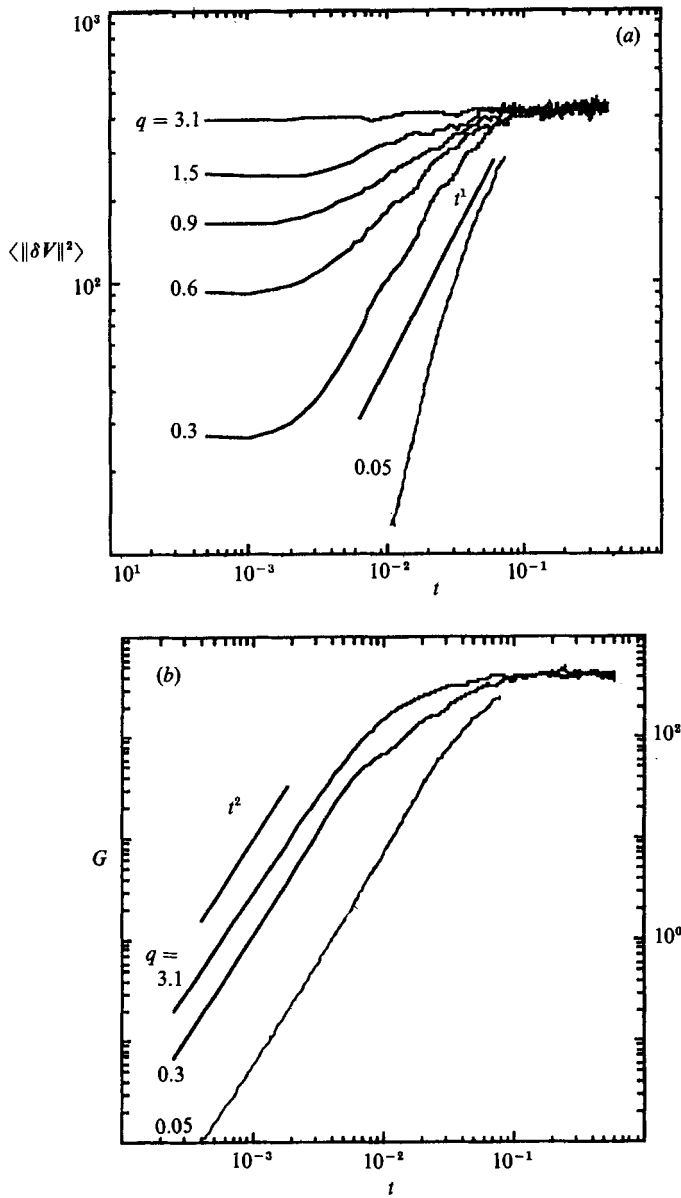 10³
(a)
q = 3.1
1.5
0.9
t¹
⟨‖δV‖²⟩
0.6
10²
0.3
0.05
10¹
10⁻³
10⁻²
10⁻¹
t
(b)
10²
t²
G
10⁰
q =
3.1
0.3
0.05
10⁻³
10⁻²
10⁻¹
t